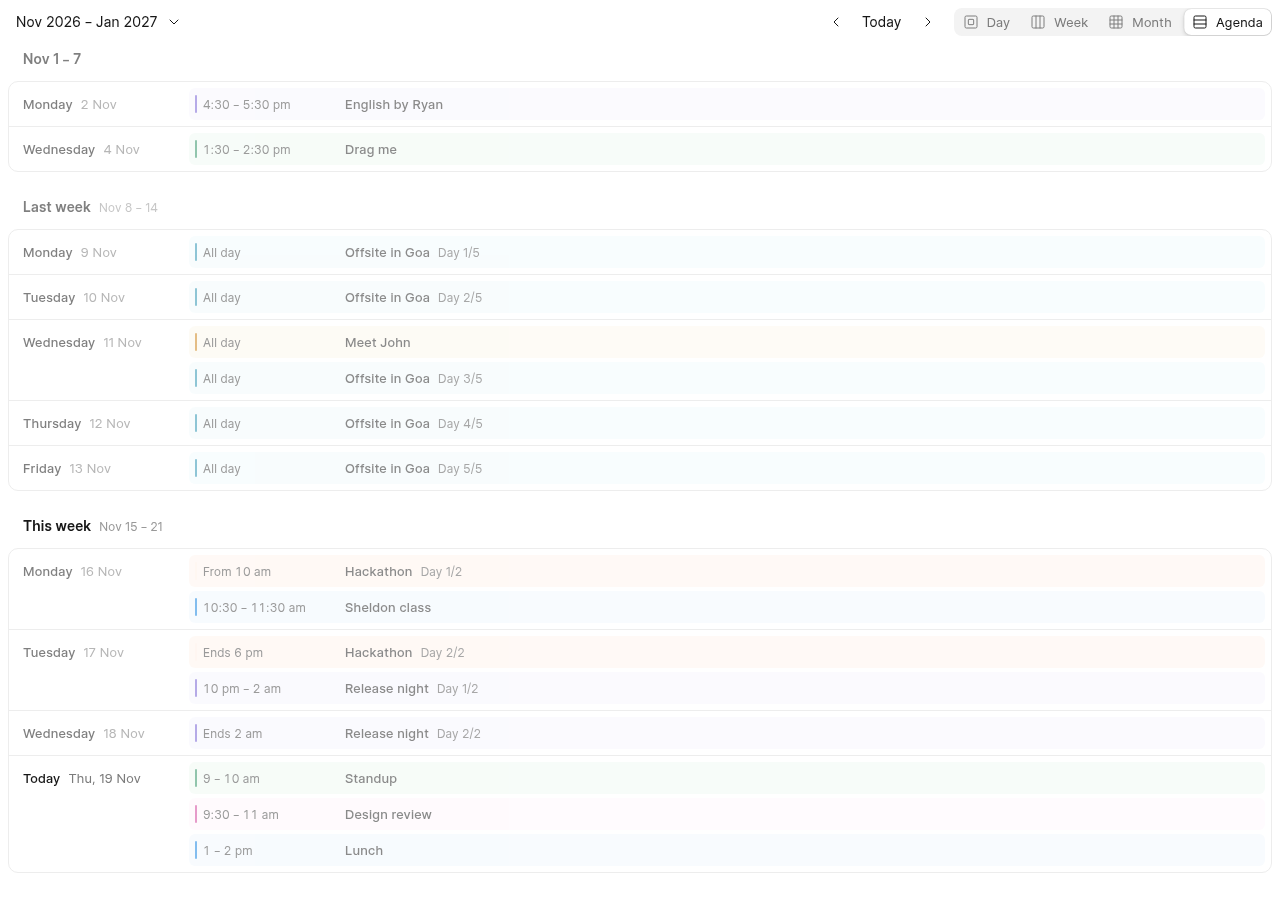 Nov 2026 – Jan 2027
Today
Day
Week
Month
Agenda
Nov 1 – 7
Monday 2 Nov
4:30 – 5:30 pm English by Ryan
Wednesday 4 Nov
1:30 – 2:30 pm Drag me
Last week Nov 8 – 14
Monday 9 Nov
All day Offsite in Goa Day 1/5
Tuesday 10 Nov
All day Offsite in Goa Day 2/5
Wednesday 11 Nov
All day Meet John
All day Offsite in Goa Day 3/5
Thursday 12 Nov
All day Offsite in Goa Day 4/5
Friday 13 Nov
All day Offsite in Goa Day 5/5
This week Nov 15 – 21
Monday 16 Nov
From 10 am Hackathon Day 1/2
10:30 – 11:30 am Sheldon class
Tuesday 17 Nov
Ends 6 pm Hackathon Day 2/2
10 pm – 2 am Release night Day 1/2
Wednesday 18 Nov
Ends 2 am Release night Day 2/2
Today Thu, 19 Nov
9 – 10 am Standup
9:30 – 11 am Design review
1 – 2 pm Lunch